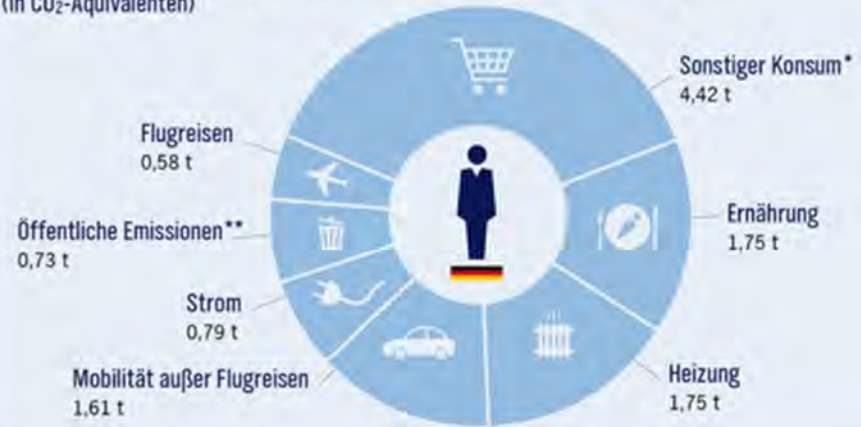 (in CO₂-Äquivalenten)
Sonstiger Konsum*
4,42 t
Flugreisen
0,58 t
Ernährung
1,75 t
Öffentliche Emissionen**
0,73 t
Strom
0,79 t
Heizung
1,75 t
Mobilität außer Flugreisen
1,61 t